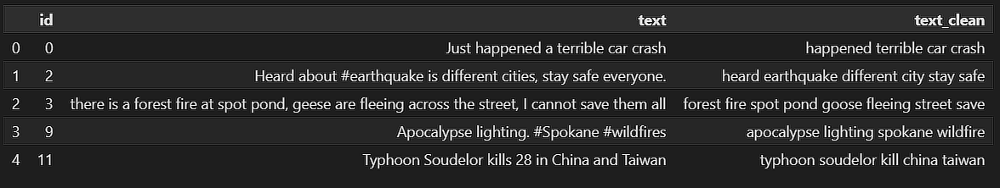 id text text_clean
0 0 Just happened a terrible car crash happened terrible car crash
1 2 Heard about #earthquake is different cities, stay safe everyone. heard earthquake different city stay safe
2 3 there is a forest fire at spot pond, geese are fleeing across the street, I cannot save them all forest fire spot pond goose fleeing street save
3 9 Apocalypse lighting. #Spokane #wildfires apocalypse lighting spokane wildfire
4 11 Typhoon Soudelor kills 28 in China and Taiwan typhoon soudelor kill china taiwan